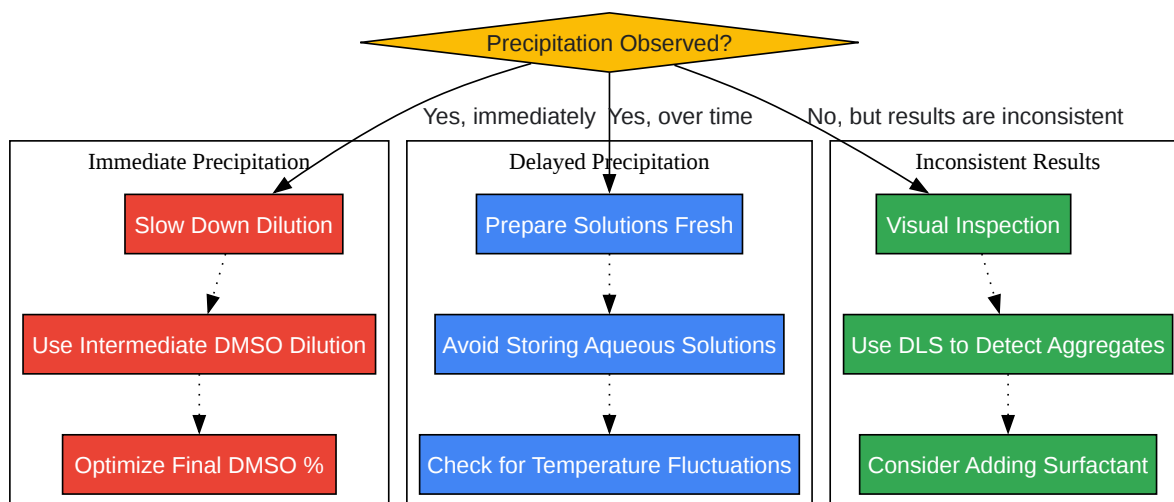 Precipitation Observed?
Yes, immediately
Yes, over time
No, but results are inconsistent
Immediate Precipitation
Slow Down Dilution
Use Intermediate DMSO Dilution
Optimize Final DMSO %
Delayed Precipitation
Prepare Solutions Fresh
Avoid Storing Aqueous Solutions
Check for Temperature Fluctuations
Inconsistent Results
Visual Inspection
Use DLS to Detect Aggregates
Consider Adding Surfactant